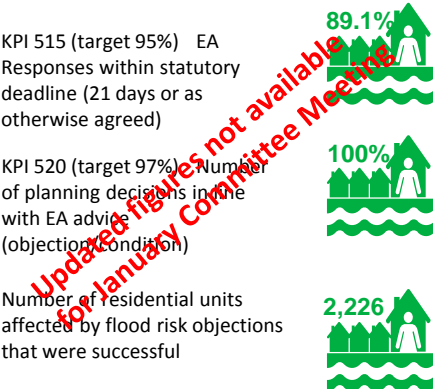 89.1%
KPI 515 (target 95%) EA
Responses within statutory
deadline (21 days or as
otherwise agreed)
100%
KPI 520 (target 97%) Number
of planning decisions in line
with EA advice
(objection/condition)
2,226
Number of residential units
affected by flood risk objections
that were successful
Updated figures not available
for January Committee Meeting